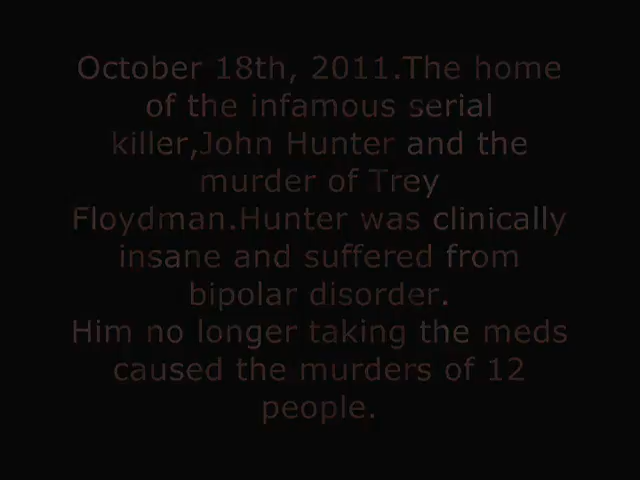 October 18th, 2011.The home
of the infamous serial
killer,John Hunter and the
murder of Trey
Floydman.Hunter was clinically
insane and suffered from
bipolar disorder.
Him no longer taking the meds
caused the murders of 12
people.